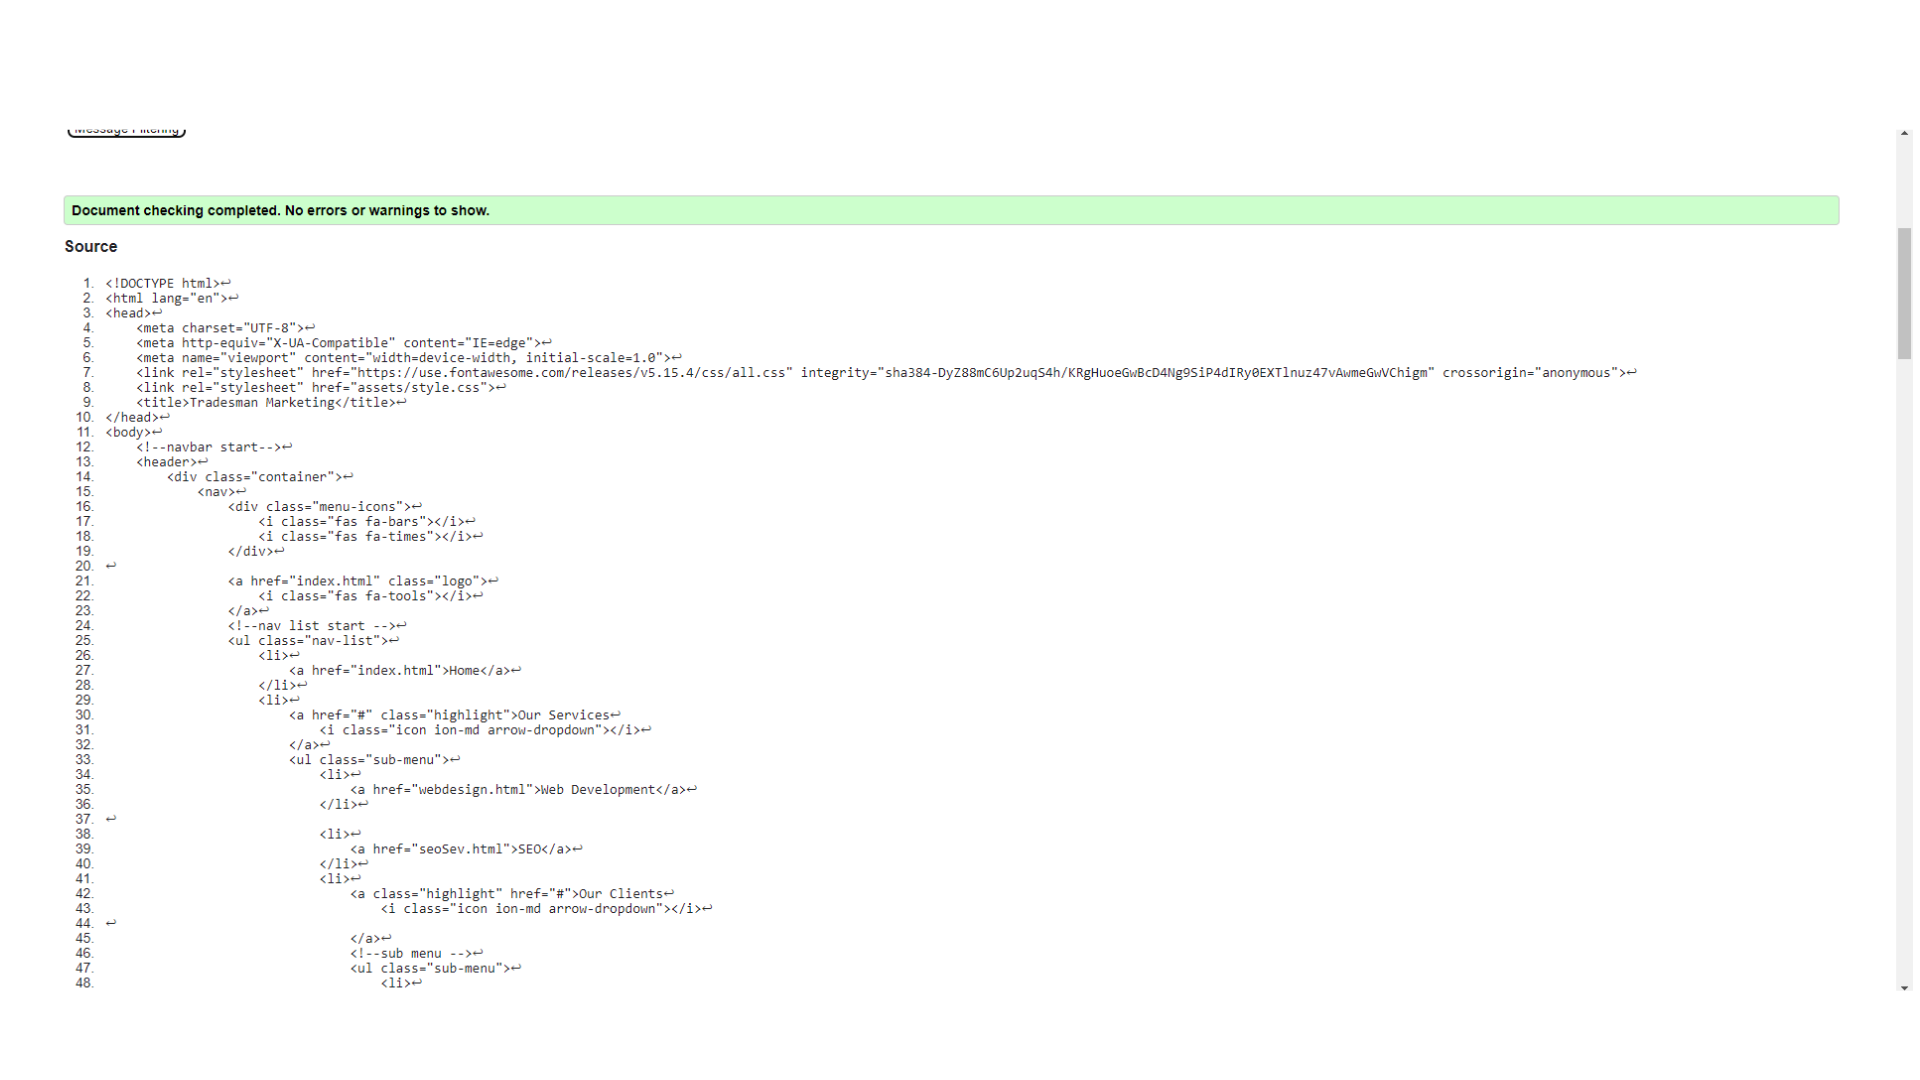 Message Filtering
Document checking completed. No errors or warnings to show.
Source
1. <!DOCTYPE html>↩
2. <html lang="en">↩
3. <head>↩
4.     <meta charset="UTF-8">↩
5.     <meta http-equiv="X-UA-Compatible" content="IE=edge">↩
6.     <meta name="viewport" content="width=device-width, initial-scale=1.0">↩
7.     <link rel="stylesheet" href="https://use.fontawesome.com/releases/v5.15.4/css/all.css" integrity="sha384-DyZ88mC6Up2uqS4h/KRgHuoeGwBcD4Ng9SiP4dIRy0EXTlnuz47vAwmeGwVChigm" crossorigin="anonymous">↩
8.     <link rel="stylesheet" href="assets/style.css">↩
9.     <title>Tradesman Marketing</title>↩
10. </head>↩
11. <body>↩
12.     <!--navbar start-->↩
13.     <header>↩
14.         <div class="container">↩
15.             <nav>↩
16.                 <div class="menu-icons">↩
17.                     <i class="fas fa-bars"></i>↩
18.                     <i class="fas fa-times"></i>↩
19.                 </div>↩
20. ↩
21.                 <a href="index.html" class="logo">↩
22.                     <i class="fas fa-tools"></i>↩
23.                 </a>↩
24.                 <!--nav list start -->↩
25.                 <ul class="nav-list">↩
26.                     <li>↩
27.                         <a href="index.html">Home</a>↩
28.                     </li>↩
29.                     <li>↩
30.                         <a href="#" class="highlight">Our Services↩
31.                             <i class="icon ion-md arrow-dropdown"></i>↩
32.                         </a>↩
33.                         <ul class="sub-menu">↩
34.                             <li>↩
35.                                 <a href="webdesign.html">Web Development</a>↩
36.                             </li>↩
37. ↩
38.                             <li>↩
39.                                 <a href="seoSev.html">SEO</a>↩
40.                             </li>↩
41.                             <li>↩
42.                                 <a class="highlight" href="#">Our Clients↩
43.                                     <i class="icon ion-md arrow-dropdown"></i>↩
44. ↩
45.                                 </a>↩
46.                                 <!--sub menu -->↩
47.                                 <ul class="sub-menu">↩
48.                                     <li>↩